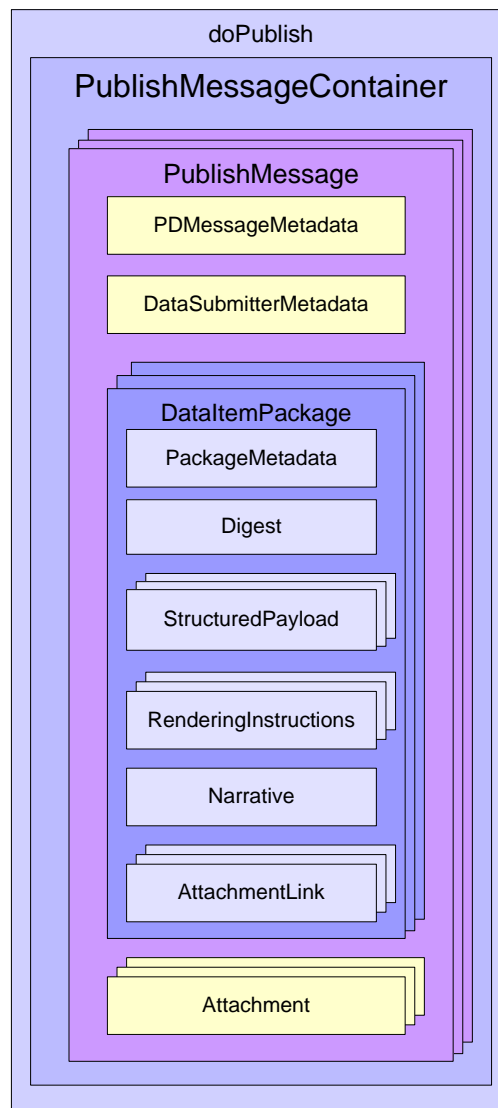 doPublish
PublishMessageContainer
PublishMessage
PDMessageMetadata
DataSubmitterMetadata
DataItemPackage
PackageMetadata
Digest
StructuredPayload
RenderingInstructions
Narrative
AttachmentLink
Attachment